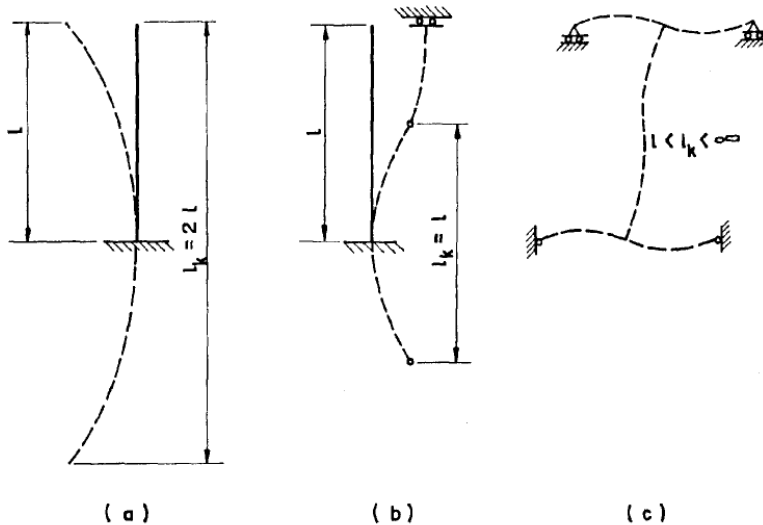 l
l_k = 2 l
l
l_k = l
l < l_k < ∞
( a )
( b )
( c )